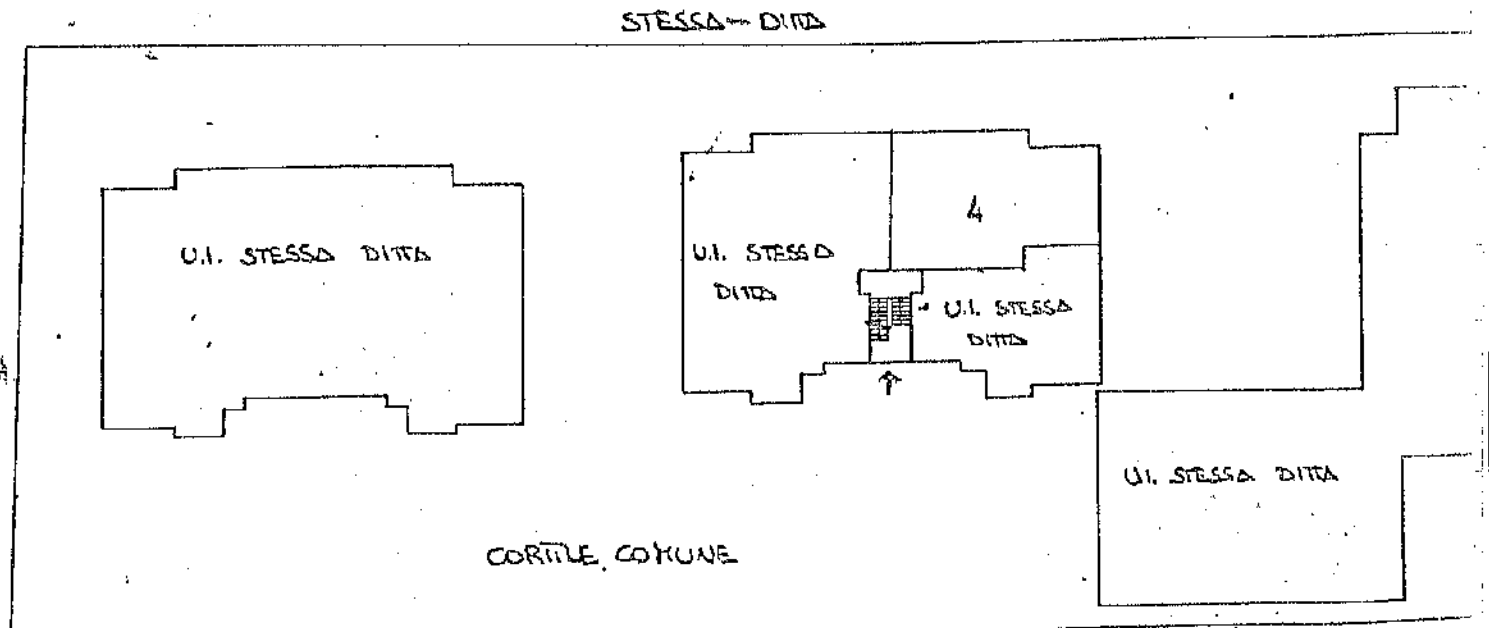 STESSA DITTA
U.I. STESSA DITTA
U.I. STESSA
DITTA
4
U.I. STESSA
DITTA
U.I. STESSA DITTA
CORTILE COMUNE